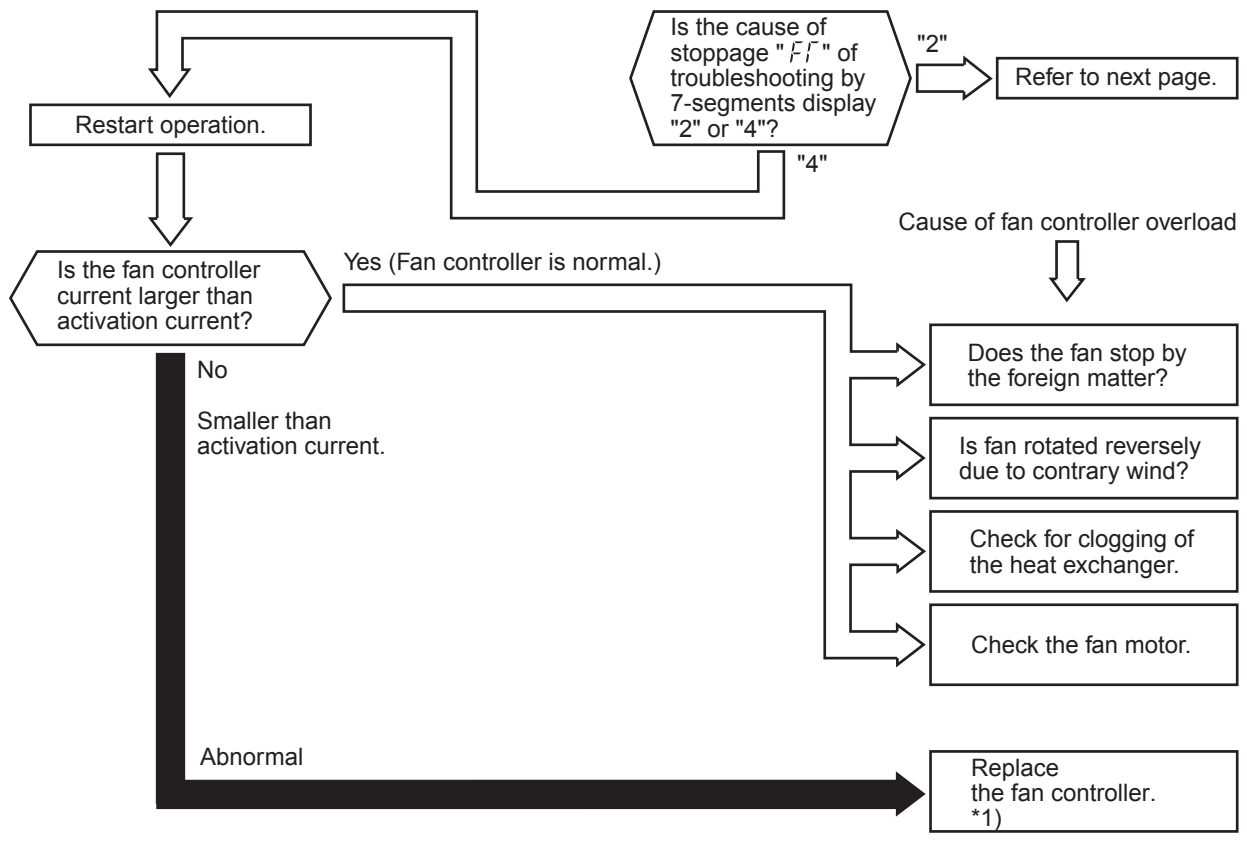 Is the cause of
stoppage "FΓ" of
troubleshooting by
7-segments display
"2" or "4"?
"2"
Refer to next page.
"4"
Restart operation.
Is the fan controller
current larger than
activation current?
Yes (Fan controller is normal.)
No
Smaller than
activation current.
Abnormal
Cause of fan controller overload
Does the fan stop by
the foreign matter?
Is fan rotated reversely
due to contrary wind?
Check for clogging of
the heat exchanger.
Check the fan motor.
Replace
the fan controller.
*1)